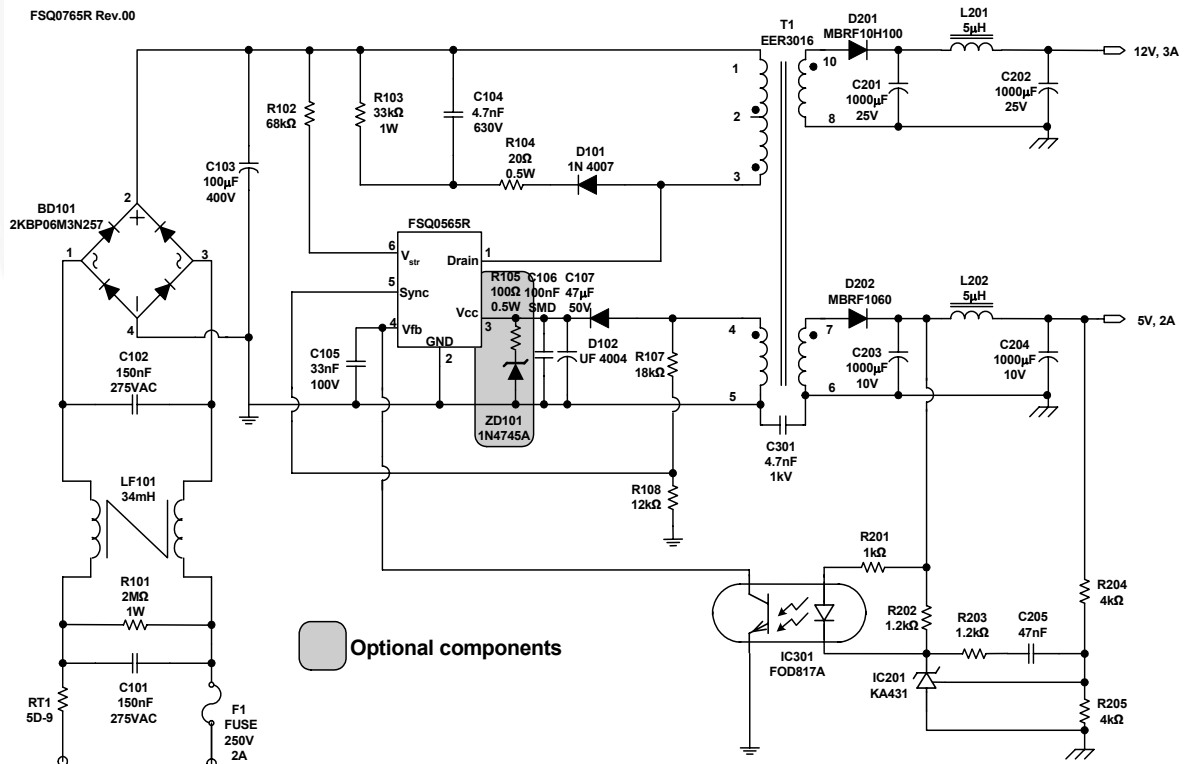 FSQ0765R Rev.00
T1
EER3016
D201
MBRF10H100
L201
5μH
12V, 3A
1
2
3
10
8
C201
1000μF
25V
C202
1000μF
25V
R102
68kΩ
R103
33kΩ
1W
C104
4.7nF
630V
R104
20Ω
0.5W
D101
1N 4007
C103
100μF
400V
BD101
2KBP06M3N257
2
1
3
4
FSQ0565R
6
Vstr
Drain
1
5
Sync
4
Vfb
Vcc
3
GND
2
R105
100Ω
0.5W
C106
100nF
SMD
C107
47μF
50V
D102
UF 4004
ZD101
1N4745A
C105
33nF
100V
R107
18kΩ
R108
12kΩ
4
5
7
6
D202
MBRF1060
L202
5μH
5V, 2A
C203
1000μF
10V
C204
1000μF
10V
C301
4.7nF
1kV
C102
150nF
275VAC
LF101
34mH
R101
2MΩ
1W
C101
150nF
275VAC
RT1
5D-9
F1
FUSE
250V
2A
Optional components
R201
1kΩ
R202
1.2kΩ
R203
1.2kΩ
C205
47nF
R204
4kΩ
R205
4kΩ
IC301
FOD817A
IC201
KA431